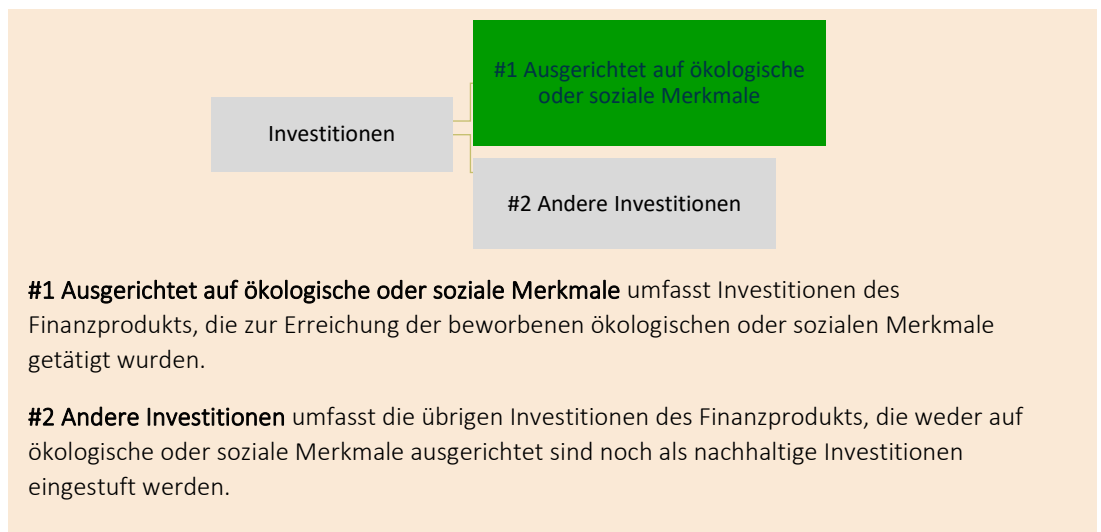 #1 Ausgerichtet auf ökologische
oder soziale Merkmale
Investitionen
#2 Andere Investitionen
#1 Ausgerichtet auf ökologische oder soziale Merkmale umfasst Investitionen des
Finanzprodukts, die zur Erreichung der beworbenen ökologischen oder sozialen Merkmale
getätigt wurden.
#2 Andere Investitionen umfasst die übrigen Investitionen des Finanzprodukts, die weder auf
ökologische oder soziale Merkmale ausgerichtet sind noch als nachhaltige Investitionen
eingestuft werden.